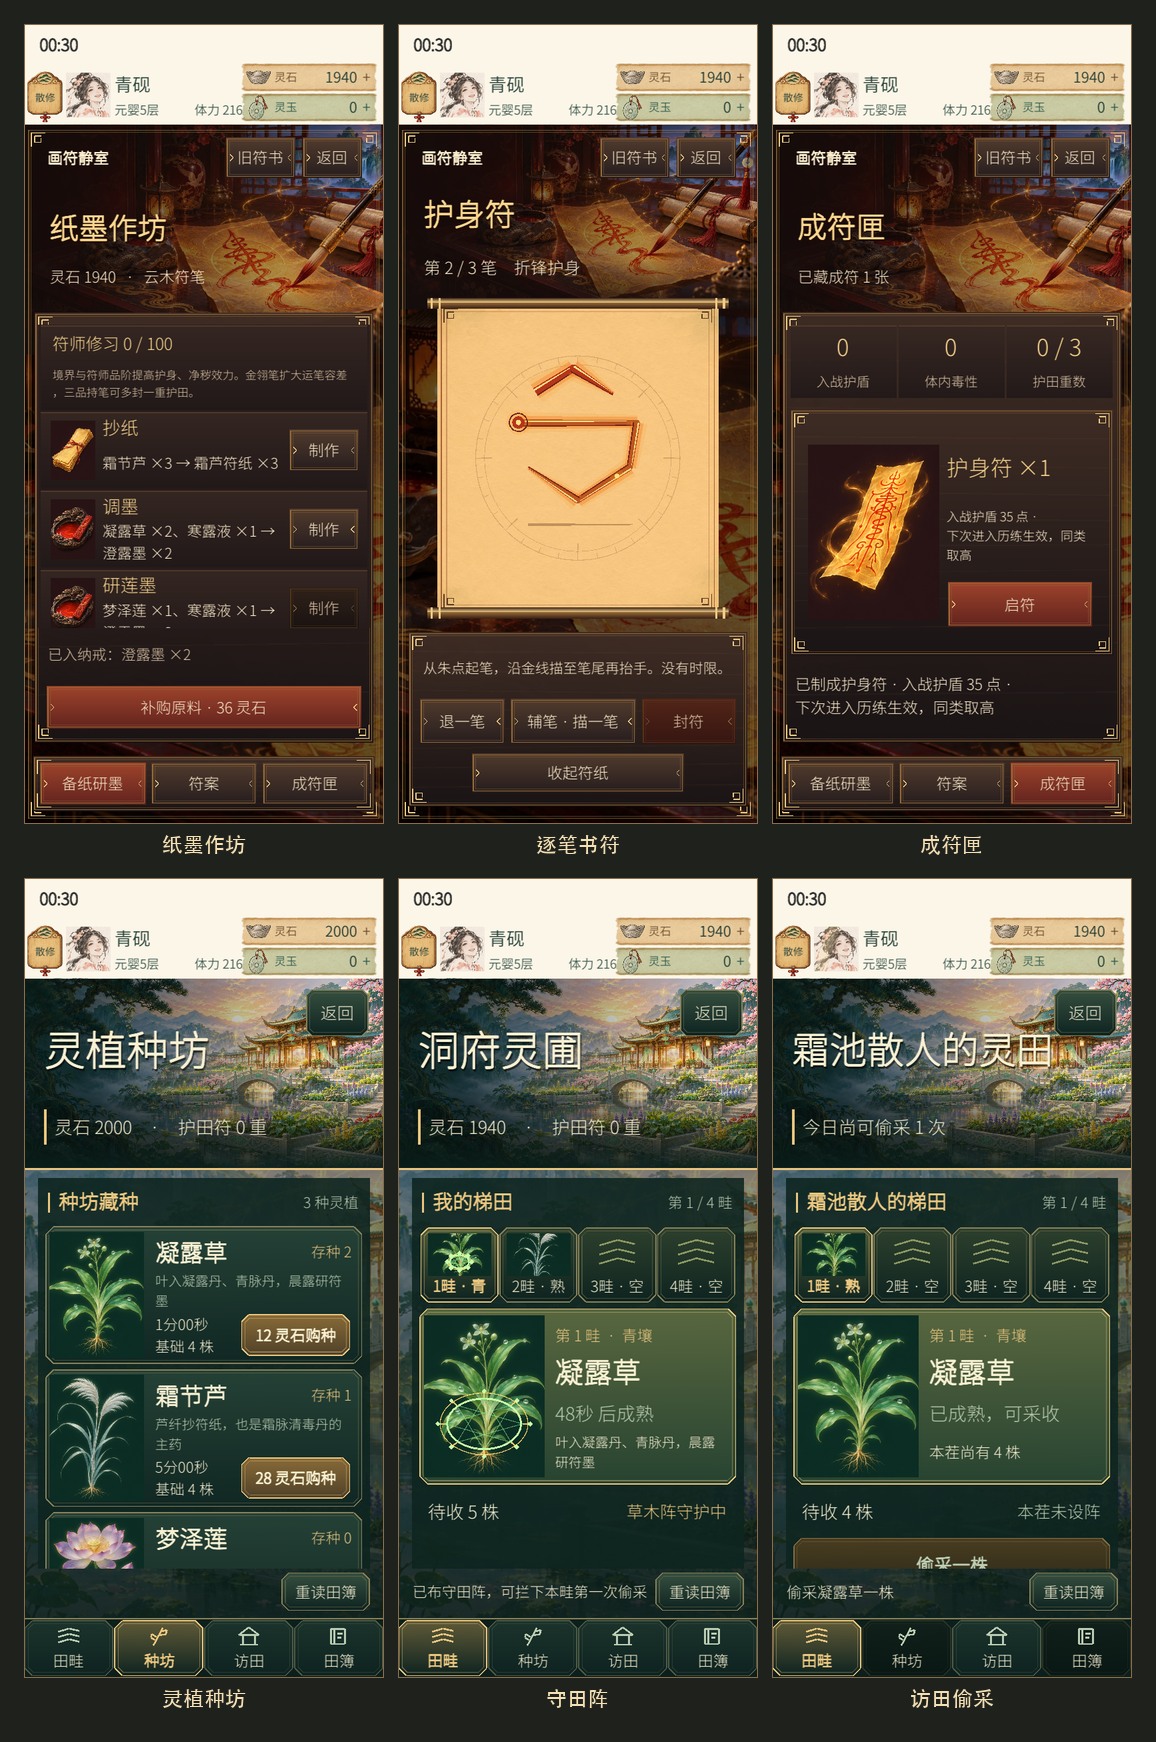 00:30
散修
青砚
元婴5层
体力 216
灵石 1940 +
灵玉 0 +
画符静室
旧符书
返回
纸墨作坊
灵石 1940 · 云木符笔
符师修习 0 / 100
境界与符师品阶提高护身、净秽效力。金翎笔扩大运笔容差
，三品持笔可多封一重护田。
抄纸
霜节芦 ×3 → 霜芦符纸 ×3
制作
调墨
凝露草 ×2、寒露液 ×1 →
澄露墨 ×2
制作
研莲墨
梦泽莲 ×1、寒露液 ×1 →
制作
已入纳戒：澄露墨 ×2
补购原料 · 36 灵石
备纸研墨
符案
成符匣
纸墨作坊
00:30
散修
青砚
元婴5层
体力 216
灵石 1940 +
灵玉 0 +
画符静室
旧符书
返回
护身符
第 2 / 3 笔 折锋护身
从朱点起笔，沿金线描至笔尾再抬手。没有时限。
退一笔
辅笔 · 描一笔
封符
收起符纸
逐笔书符
00:30
散修
青砚
元婴5层
体力 216
灵石 1940 +
灵玉 0 +
画符静室
旧符书
返回
成符匣
已藏成符 1 张
0
入战护盾
0
体内毒性
0 / 3
护田重数
护身符 ×1
入战护盾 35 点 ·
下次进入历练生效，同类
取高
启符
已制成护身符 · 入战护盾 35 点 ·
下次进入历练生效，同类取高
备纸研墨
符案
成符匣
成符匣
00:30
散修
青砚
元婴5层
体力 216
灵石 2000 +
灵玉 0 +
返回
灵植种坊
灵石 2000 · 护田符 0 重
种坊藏种
3 种灵植
凝露草
存种 2
叶入凝露丹、青脉丹，晨露研符
墨
1分00秒
基础 4 株
12 灵石购种
霜节芦
存种 1
芦纤抄符纸，也是霜脉清毒丹的
主药
5分00秒
基础 4 株
28 灵石购种
梦泽莲
存种 0
重读田簿
田畦
种坊
访田
田簿
灵植种坊
00:30
散修
青砚
元婴5层
体力 216
灵石 1940 +
灵玉 0 +
返回
洞府灵圃
灵石 1940 · 护田符 0 重
我的梯田
第 1 / 4 畦
1畦 · 青
2畦 · 熟
3畦 · 空
4畦 · 空
第 1 畦 · 青壤
凝露草
48秒 后成熟
叶入凝露丹、青脉丹，晨露
研符墨
待收 5 株
草木阵守护中
已布守田阵，可拦下本畦第一次偷采
重读田簿
田畦
种坊
访田
田簿
守田阵
00:30
散修
青砚
元婴5层
体力 216
灵石 1940 +
灵玉 0 +
返回
霜池散人的灵田
今日尚可偷采 1 次
霜池散人的梯田
第 1 / 4 畦
1畦 · 熟
2畦 · 空
3畦 · 空
4畦 · 空
第 1 畦 · 青壤
凝露草
已成熟，可采收
本茬尚有 4 株
待收 4 株
本茬未设阵
偷采一株
偷采凝露草一株
重读田簿
田畦
种坊
访田
田簿
访田偷采